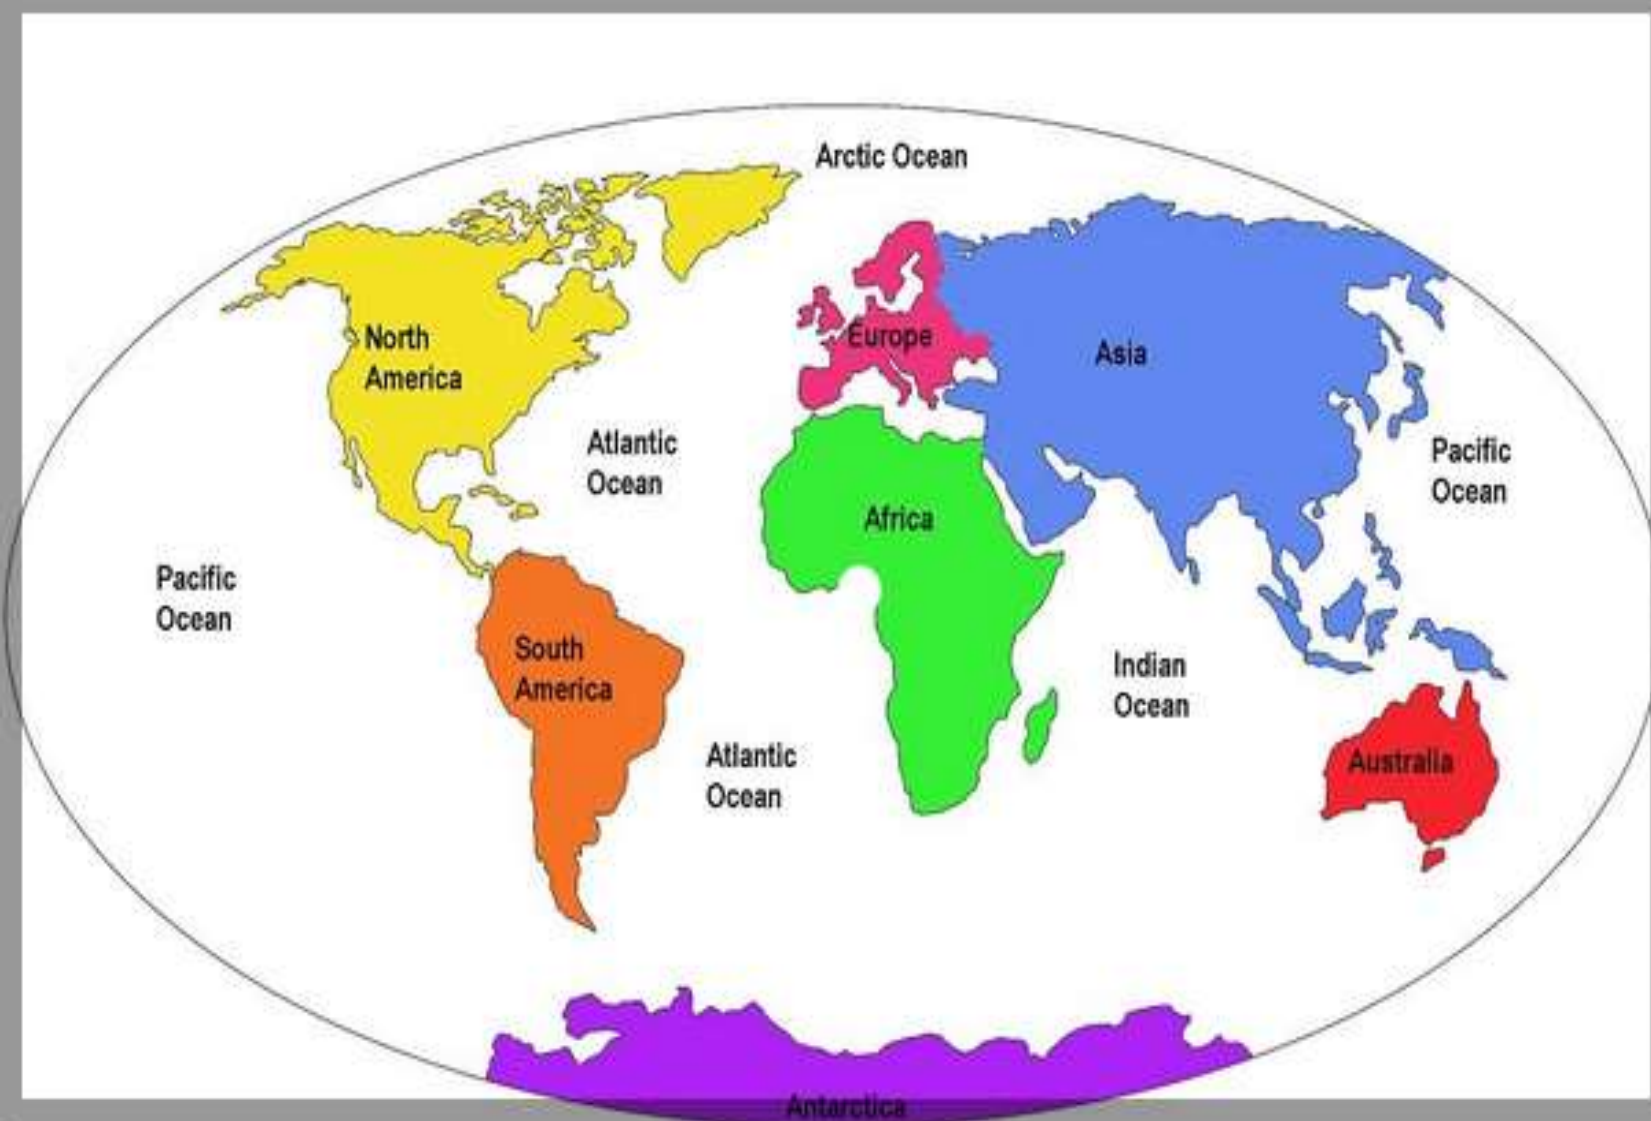 Arctic Ocean
North
America
Europe
Asia
Atlantic
Ocean
Pacific
Ocean
Africa
Pacific
Ocean
South
America
Indian
Ocean
Atlantic
Ocean
Australia
Antarctica